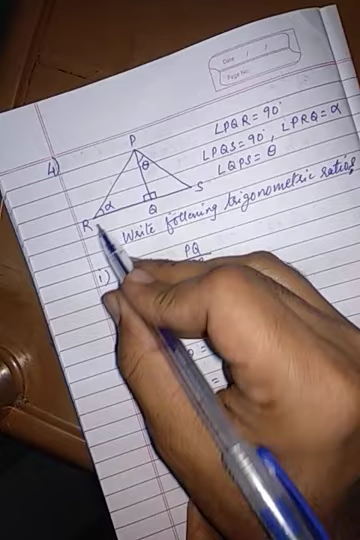 Date / /
Page No.
4)
P
θ
α
R
Q
S
∟PQR = 90°
∟PQS = 90°, ∟PRQ = α
∟QPS = θ
Write following trigonometric ratios
i) PQ
=
=